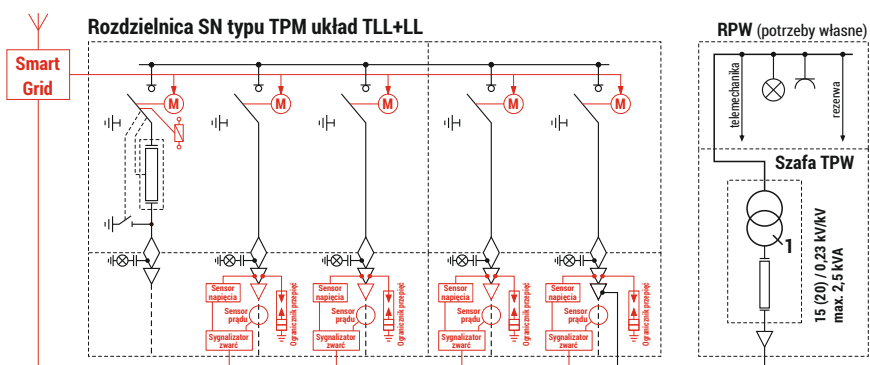 Rozdzielnica SN typu TPM układ TLL+LL
RPW (potrzeby własne)
Smart
Grid
M
M
M
M
M
telemechanika
rezerwa
Szafa TPW
1
15 (20) / 0,23 kV/kV
max. 2,5 kVA
Sensor
napięcia
Sensor
prądu
Sygnalizator
zwarć
Ogranicznik przepięć
Sensor
napięcia
Sensor
prądu
Sygnalizator
zwarć
Ogranicznik przepięć
Sensor
napięcia
Sensor
prądu
Sygnalizator
zwarć
Ogranicznik przepięć
Sensor
napięcia
Sensor
prądu
Sygnalizator
zwarć
Ogranicznik przepięć